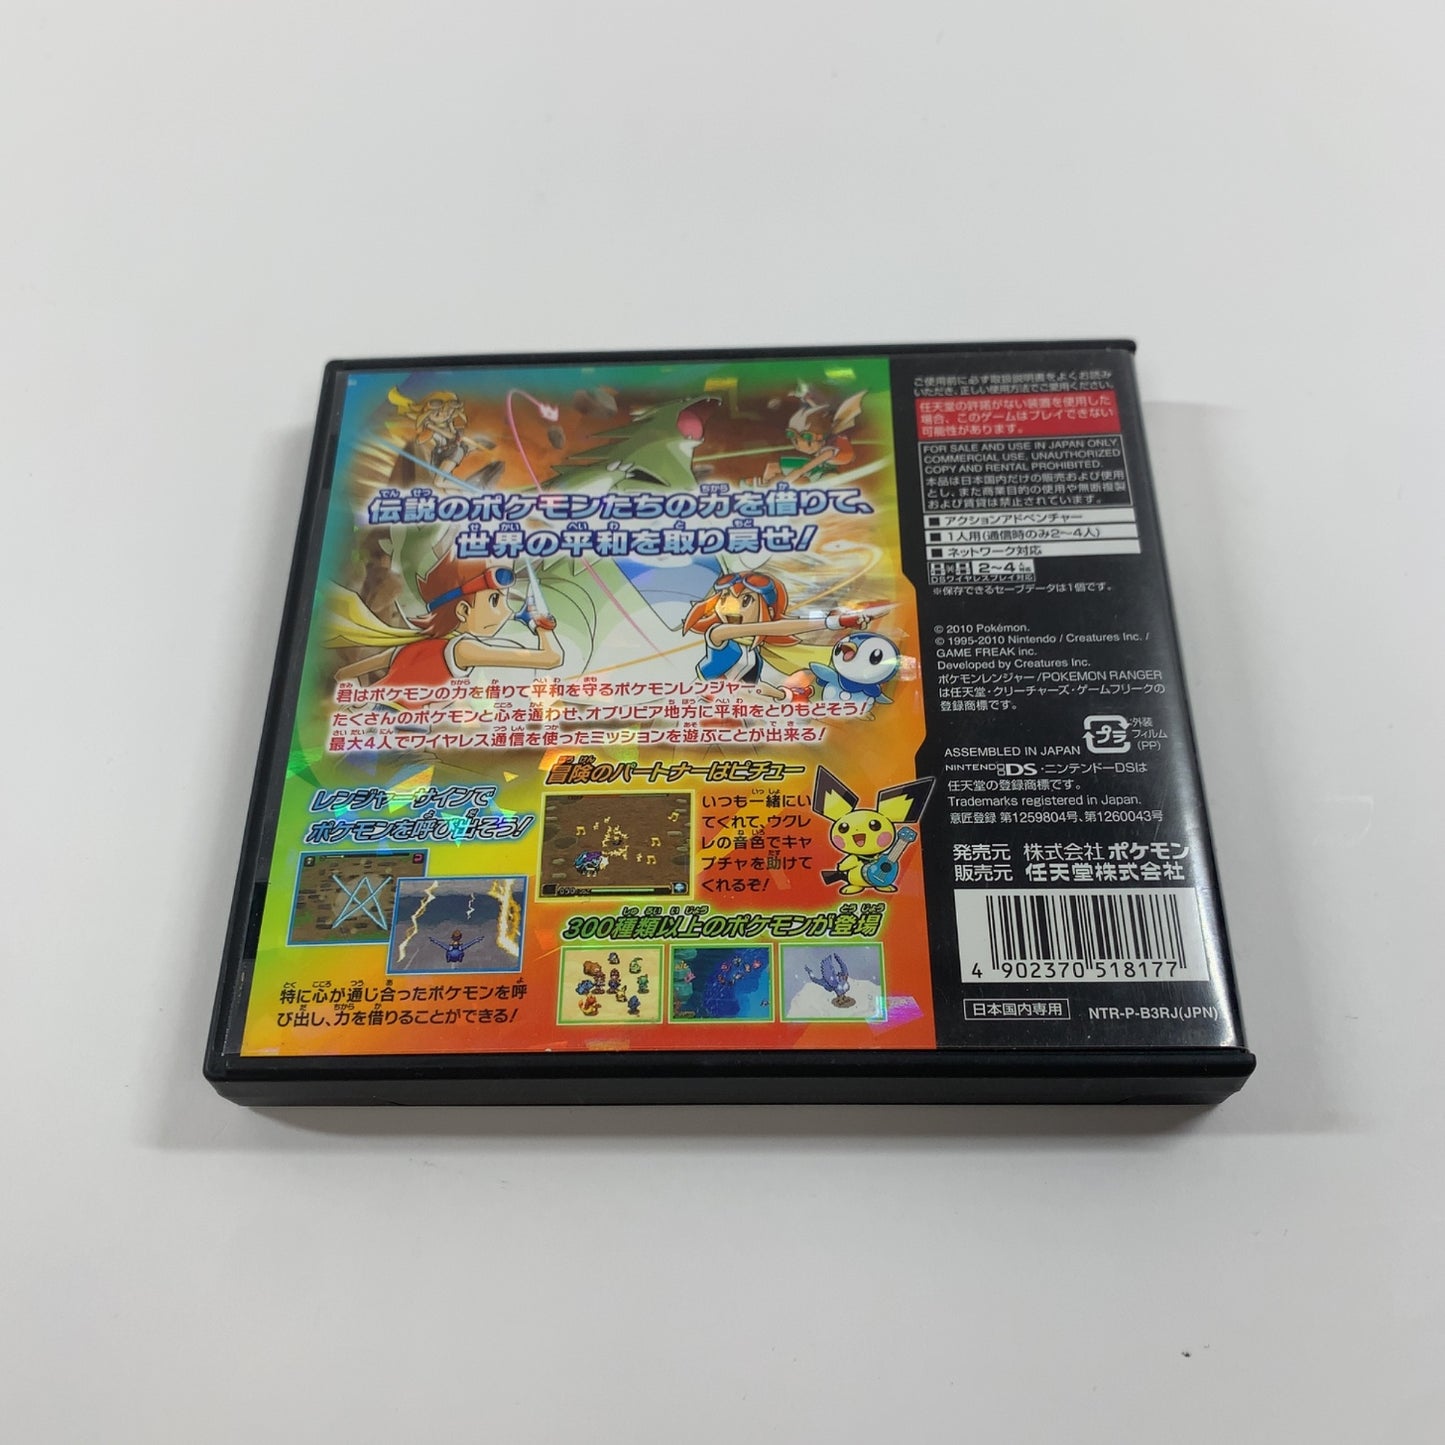 伝説のポケモンたちの力を借りて、
世界の平和を取り戻せ!
君はポケモンの力を借りて平和を守るポケモンレンジャー。
たくさんのポケモンと心を通わせ、オブリビア地方に平和をとりもどそう!
最大4人でワイヤレス通信を使ったミッションを遊ぶことが出来る!
レンジャーサインで
ポケモンを呼び出そう!
特に心が通じ合ったポケモンを呼
び出し、力を借りることができる!
冒険のパートナーはピチュー
いつも一緒にい
てくれて、ウクレ
レの音色でキャ
プチャを助けて
くれるぞ!
300種類以上のポケモンが登場
ご使用前に必ず取扱説明書をよくお読み
いただき、正しい使用方法でご愛用ください。
任天堂の許諾がない装置を使用した
場合、このゲームはプレイできない
可能性があります。
FOR SALE AND USE IN JAPAN ONLY.
COMMERCIAL USE, UNAUTHORIZED
COPY AND RENTAL PROHIBITED.
本品は日本国内だけの販売および使用
とし、また商業目的の使用や無断複製
および賃貸は禁止されています。
■ アクションアドベンチャー
■ 1人用(通信時のみ2〜4人)
■ ネットワーク対応
2〜4人対応
DSワイヤレスプレイ対応
※保存できるセーブデータは1個です。
© 2010 Pokémon.
© 1995-2010 Nintendo / Creatures Inc. /
GAME FREAK inc.
Developed by Creatures Inc.
ポケモンレンジャー /POKEMON RANGER
は任天堂・クリーチャーズ・ゲームフリークの
登録商標です。
プラ
外装
フィルム
(PP)
ASSEMBLED IN JAPAN
NINTENDO DS・ニンテンドーDSは
任天堂の登録商標です。
Trademarks registered in Japan.
意匠登録 第1259804号、第1260043号
発売元 株式会社 ポケモン
販売元 任天堂株式会社
4 902370 518177
日本国内専用 NTR-P-B3RJ(JPN)